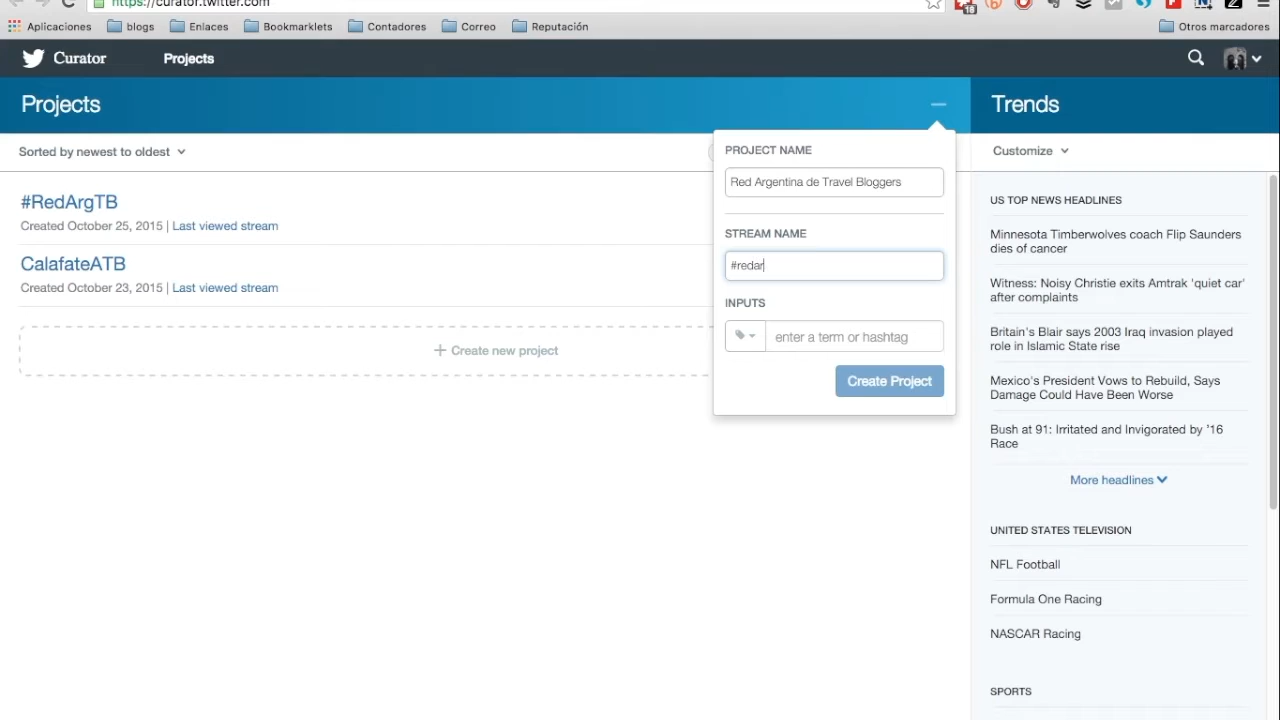 https://curator.twitter.com
18
Aplicaciones
blogs
Enlaces
Bookmarklets
Contadores
Correo
Reputación
Otros marcadores
Curator
Projects
Projects
Trends
Sorted by newest to oldest
Customize
#RedArgTB
Created October 25, 2015 | Last viewed stream
CalafateATB
Created October 23, 2015 | Last viewed stream
+ Create new project
PROJECT NAME
Red Argentina de Travel Bloggers
STREAM NAME
#redar
INPUTS
enter a term or hashtag
Create Project
US TOP NEWS HEADLINES
Minnesota Timberwolves coach Flip Saunders
dies of cancer
Witness: Noisy Christie exits Amtrak 'quiet car'
after complaints
Britain's Blair says 2003 Iraq invasion played
role in Islamic State rise
Mexico's President Vows to Rebuild, Says
Damage Could Have Been Worse
Bush at 91: Irritated and Invigorated by '16
Race
More headlines
UNITED STATES TELEVISION
NFL Football
Formula One Racing
NASCAR Racing
SPORTS